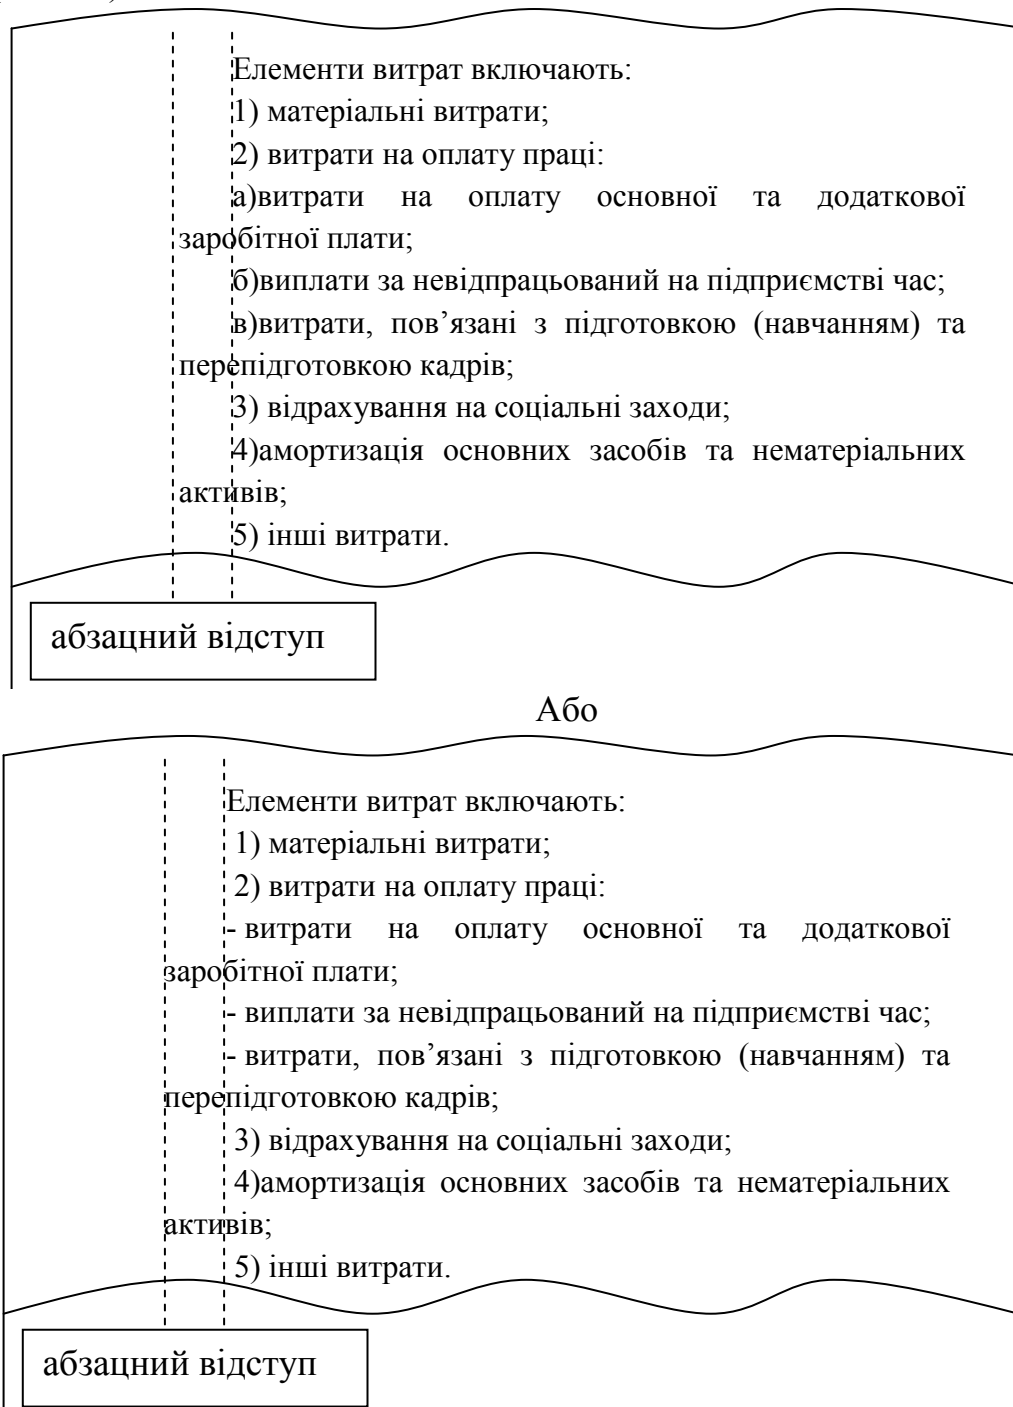 Елементи витрат включають:
1) матеріальні витрати;
2) витрати на оплату праці:
а)витрати на оплату основної та додаткової
заробітної плати;
б)виплати за невідпрацьований на підприємстві час;
в)витрати, пов’язані з підготовкою (навчанням) та
перепідготовкою кадрів;
3) відрахування на соціальні заходи;
4)амортизація основних засобів та нематеріальних
активів;
5) інші витрати.
абзацний відступ
Або
Елементи витрат включають:
1) матеріальні витрати;
2) витрати на оплату праці:
- витрати на оплату основної та додаткової
заробітної плати;
- виплати за невідпрацьований на підприємстві час;
- витрати, пов’язані з підготовкою (навчанням) та
перепідготовкою кадрів;
3) відрахування на соціальні заходи;
4)амортизація основних засобів та нематеріальних
активів;
5) інші витрати.
абзацний відступ